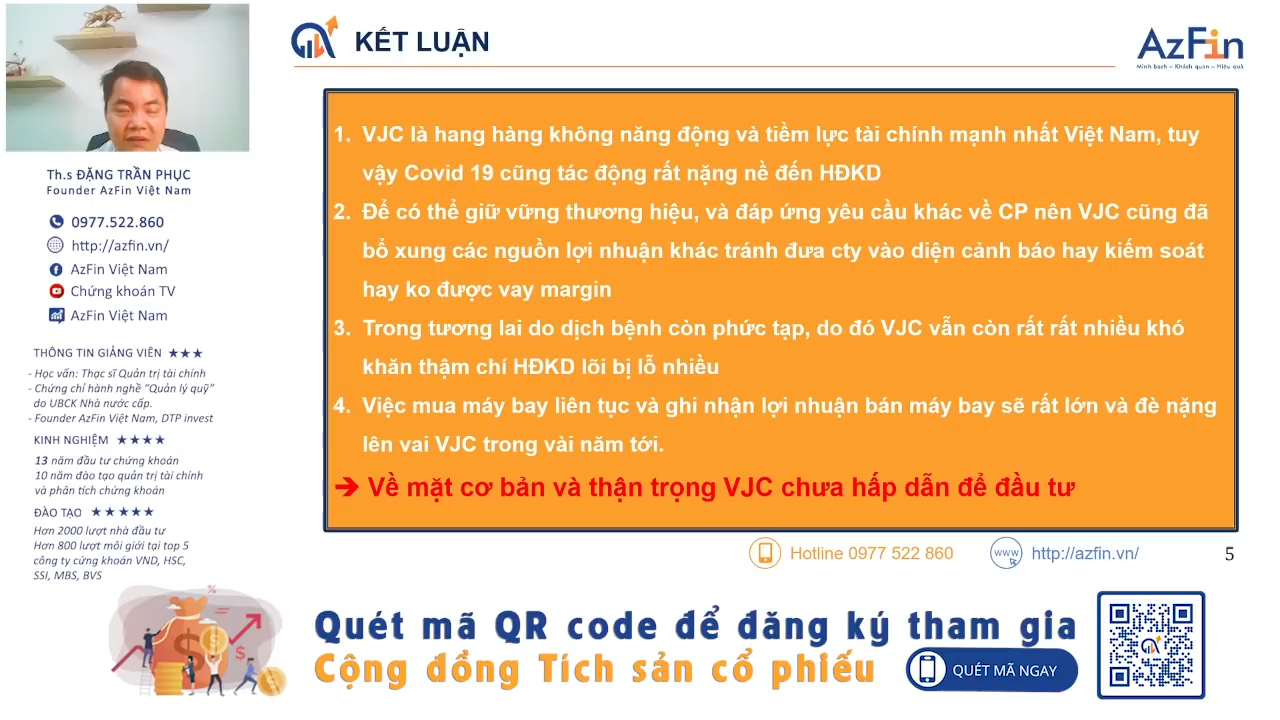 KẾT LUẬN
AzFin
Minh bạch – Khách quan – Hiệu quả
1. VJC là hang hàng không năng động và tiềm lực tài chính mạnh nhất Việt Nam, tuy
vậy Covid 19 cũng tác động rất nặng nề đến HĐKD
2. Để có thể giữ vững thương hiệu, và đáp ứng yêu cầu khác về CP nên VJC cũng đã
bổ xung các nguồn lợi nhuận khác tránh đưa cty vào diện cảnh báo hay kiếm soát
hay ko được vay margin
3. Trong tương lai do dịch bệnh còn phức tạp, do đó VJC vẫn còn rất rất nhiều khó
khăn thậm chí HĐKD lõi bị lỗ nhiều
4. Việc mua máy bay liên tục và ghi nhận lợi nhuận bán máy bay sẽ rất lớn và đè nặng
lên vai VJC trong vài năm tới.
➔ Về mặt cơ bản và thận trọng VJC chưa hấp dẫn để đầu tư
Th.s ĐẶNG TRẦN PHỤC
Founder AzFin Việt Nam
0977.522.860
http://azfin.vn/
AzFin Việt Nam
Chứng khoán TV
AzFin Việt Nam
THÔNG TIN GIẢNG VIÊN ★★★
- Học vấn: Thạc sĩ Quản trị tài chính
- Chứng chỉ hành nghề “Quản lý quỹ”
do UBCK Nhà nước cấp.
- Founder AzFin Việt Nam, DTP invest
KINH NGHIỆM ★★★★
13 năm đầu tư chứng khoán
10 năm đào tạo quản trị tài chính
và phân tích chứng khoán
ĐÀO TẠO ★★★★★
Hơn 2000 lượt nhà đầu tư
Hơn 800 lượt môi giới tại top 5
công ty cứng khoán VND, HSC,
SSI, MBS, BVS
Hotline 0977 522 860
www
http://azfin.vn/
5
Quét mã QR code để đăng ký tham gia
Cộng đồng Tích sản cổ phiếu
QUÉT MÃ NGAY